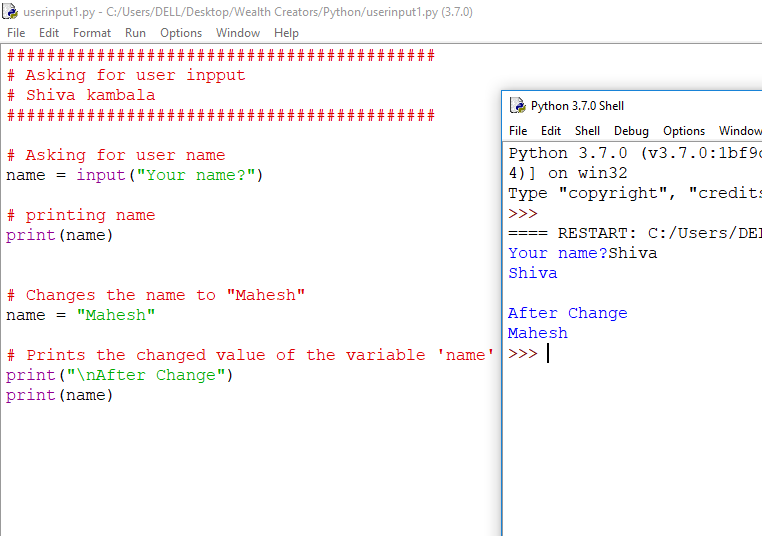 userinput1.py - C:/Users/DELL/Desktop/Wealth Creators/Python/userinput1.py (3.7.0)
File Edit Format Run Options Window Help
###########################################
# Asking for user inpput
# Shiva kambala
###########################################
# Asking for user name
name = input("Your name?")
# printing name
print(name)
# Changes the name to "Mahesh"
name = "Mahesh"
# Prints the changed value of the variable 'name'
print("\nAfter Change")
print(name)
Python 3.7.0 Shell
File Edit Shell Debug Options Window
Python 3.7.0 (v3.7.0:1bf9
4)] on win32
Type "copyright", "credits
>>>
==== RESTART: C:/Users/DEL
Your name?Shiva
Shiva
After Change
Mahesh
>>>